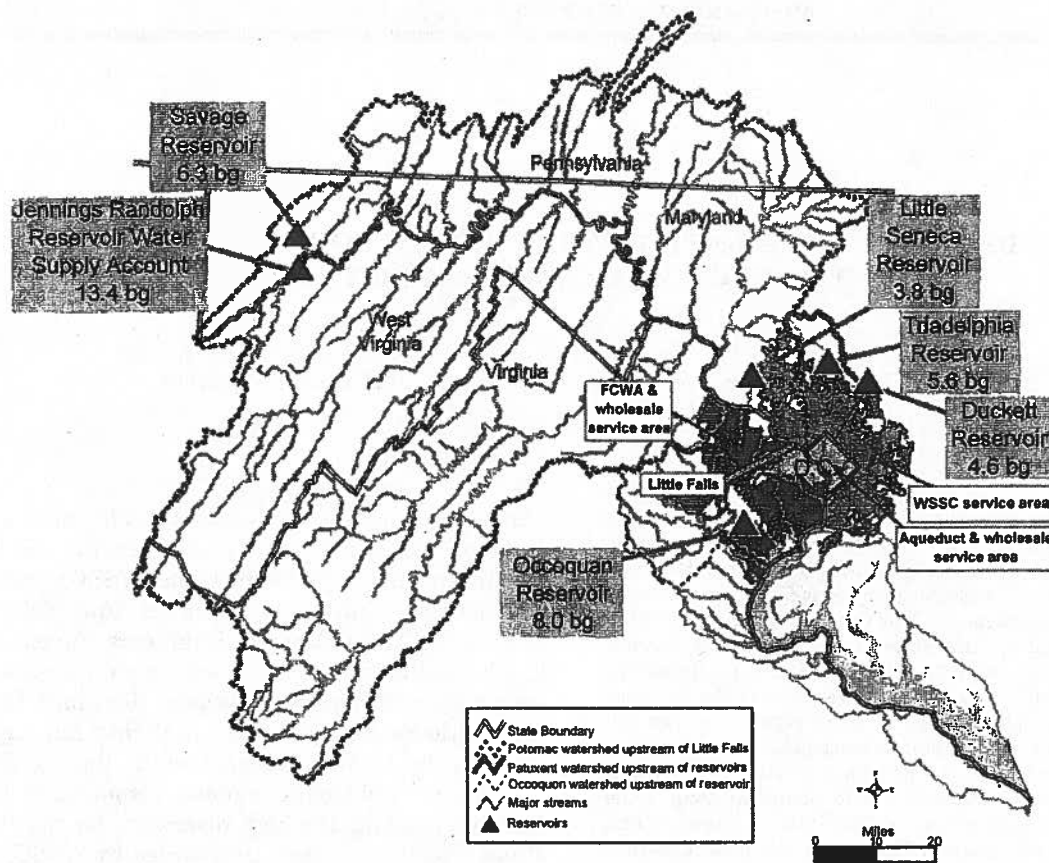 Savage
Reservoir
6.3 bg
Jennings Randolph
Reservoir Water
Supply Account
13.4 bg
Pennsylvania
Maryland
West
Virginia
Virginia
Little
Seneca
Reservoir
3.8 bg
Triadelphia
Reservoir
5.6 bg
Duckett
Reservoir
4.6 bg
FCWA &
wholesale
service area
Little Falls
D.C.
WSSC service area
Aqueduct & wholesale
service area
Occoquan
Reservoir
8.0 bg
State Boundary
Potomac watershed upstream of Little Falls
Patuxent watershed upstream of reservoirs
Occoquon watershed upstream of reservoir
Major streams
Reservoirs
Miles
0 10 20